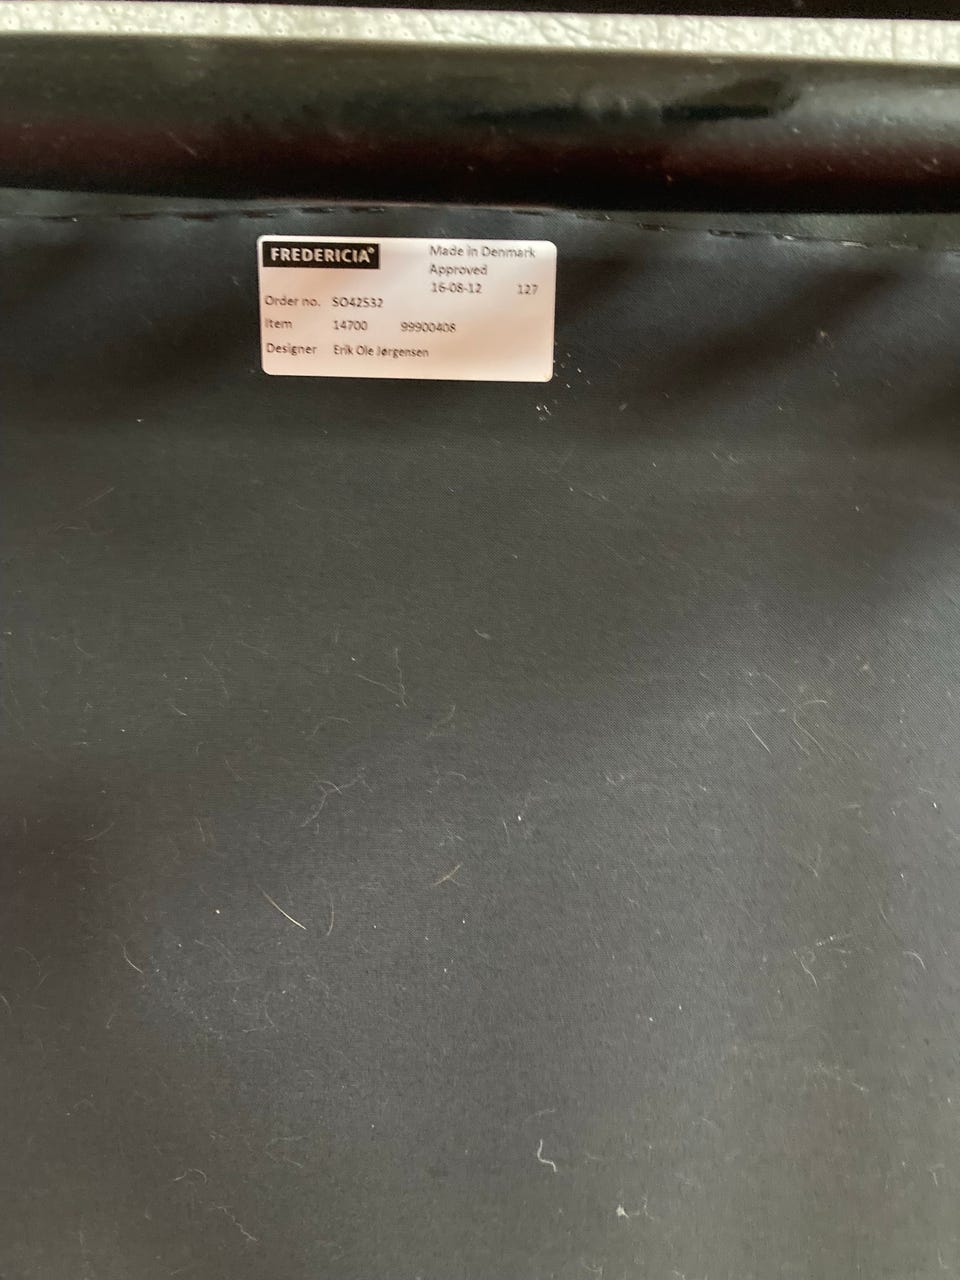 FREDERICIA®
Made in Denmark
Approved
16-08-12 127
Order no. SO42532
Item 14700 99900408
Designer Erik Ole Jørgensen